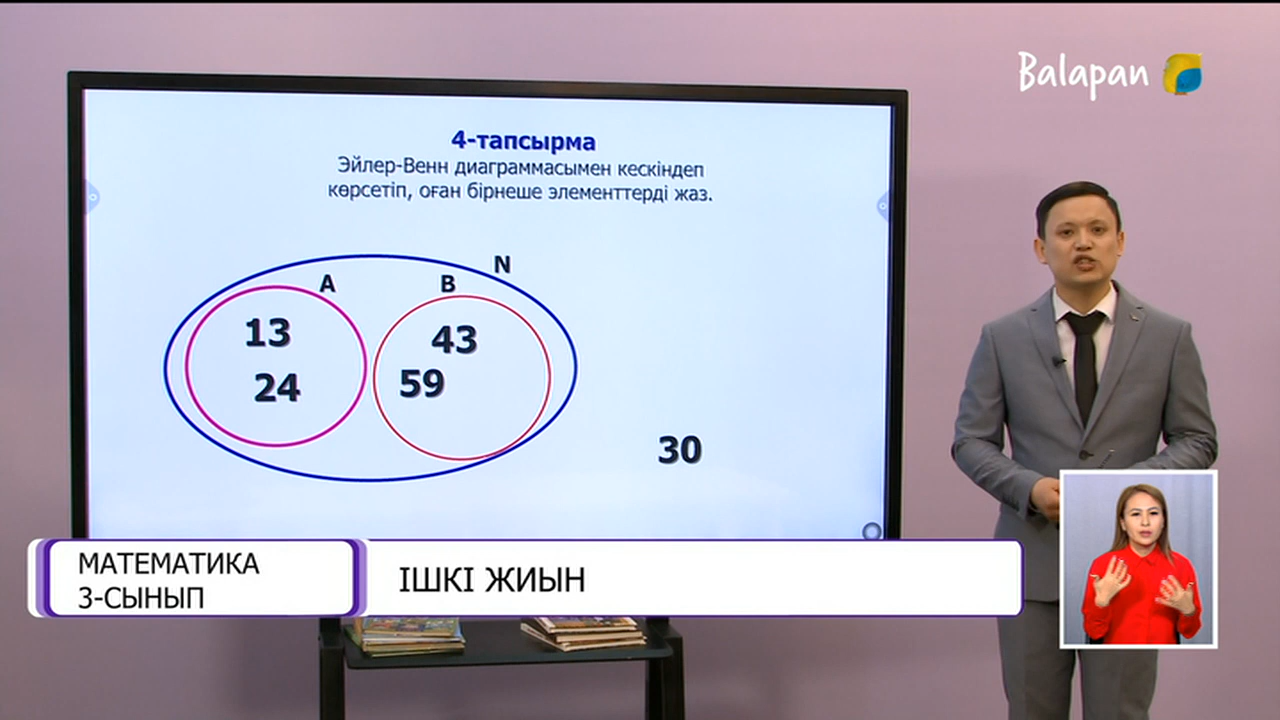 Balapan
4-тапсырма
Эйлер-Венн диаграммасымен кескіндеп
көрсетіп, оған бірнеше элементтерді жаз.
N
A
B
13
43
24
59
30
МАТЕМАТИКА
3-СЫНЫП
ІШКІ ЖИЫН